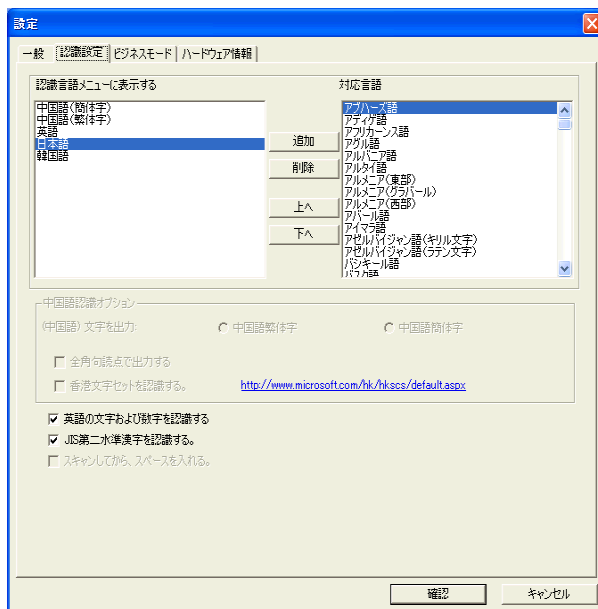 設定
一般
認識設定
ビジネスモード
ハードウェア情報
認識言語メニューに表示する
対応言語
中国語(簡体字)
中国語(繁体字)
英語
日本語
韓国語
追加
削除
上へ
下へ
アブハーズ語
アディゲ語
アフリカーンス語
アグル語
アルバニア語
アルタイ語
アルメニア(東部)
アルメニア(グラバール)
アルメニア(西部)
アバール語
アイマラ語
アゼルバイジャン語(キリル文字)
アゼルバイジャン語(ラテン文字)
バシキール語
バスク語
中国語認識オプション
(中国語) 文字を出力:
中国語繁体字
中国語簡体字
全角句読点で出力する
香港文字セットを認識する。
http://www.microsoft.com/hk/hkscs/default.aspx
英語の文字および数字を認識する
JIS第二水準漢字を認識する。
スキャンしてから、スペースを入れる。
確認
キャンセル